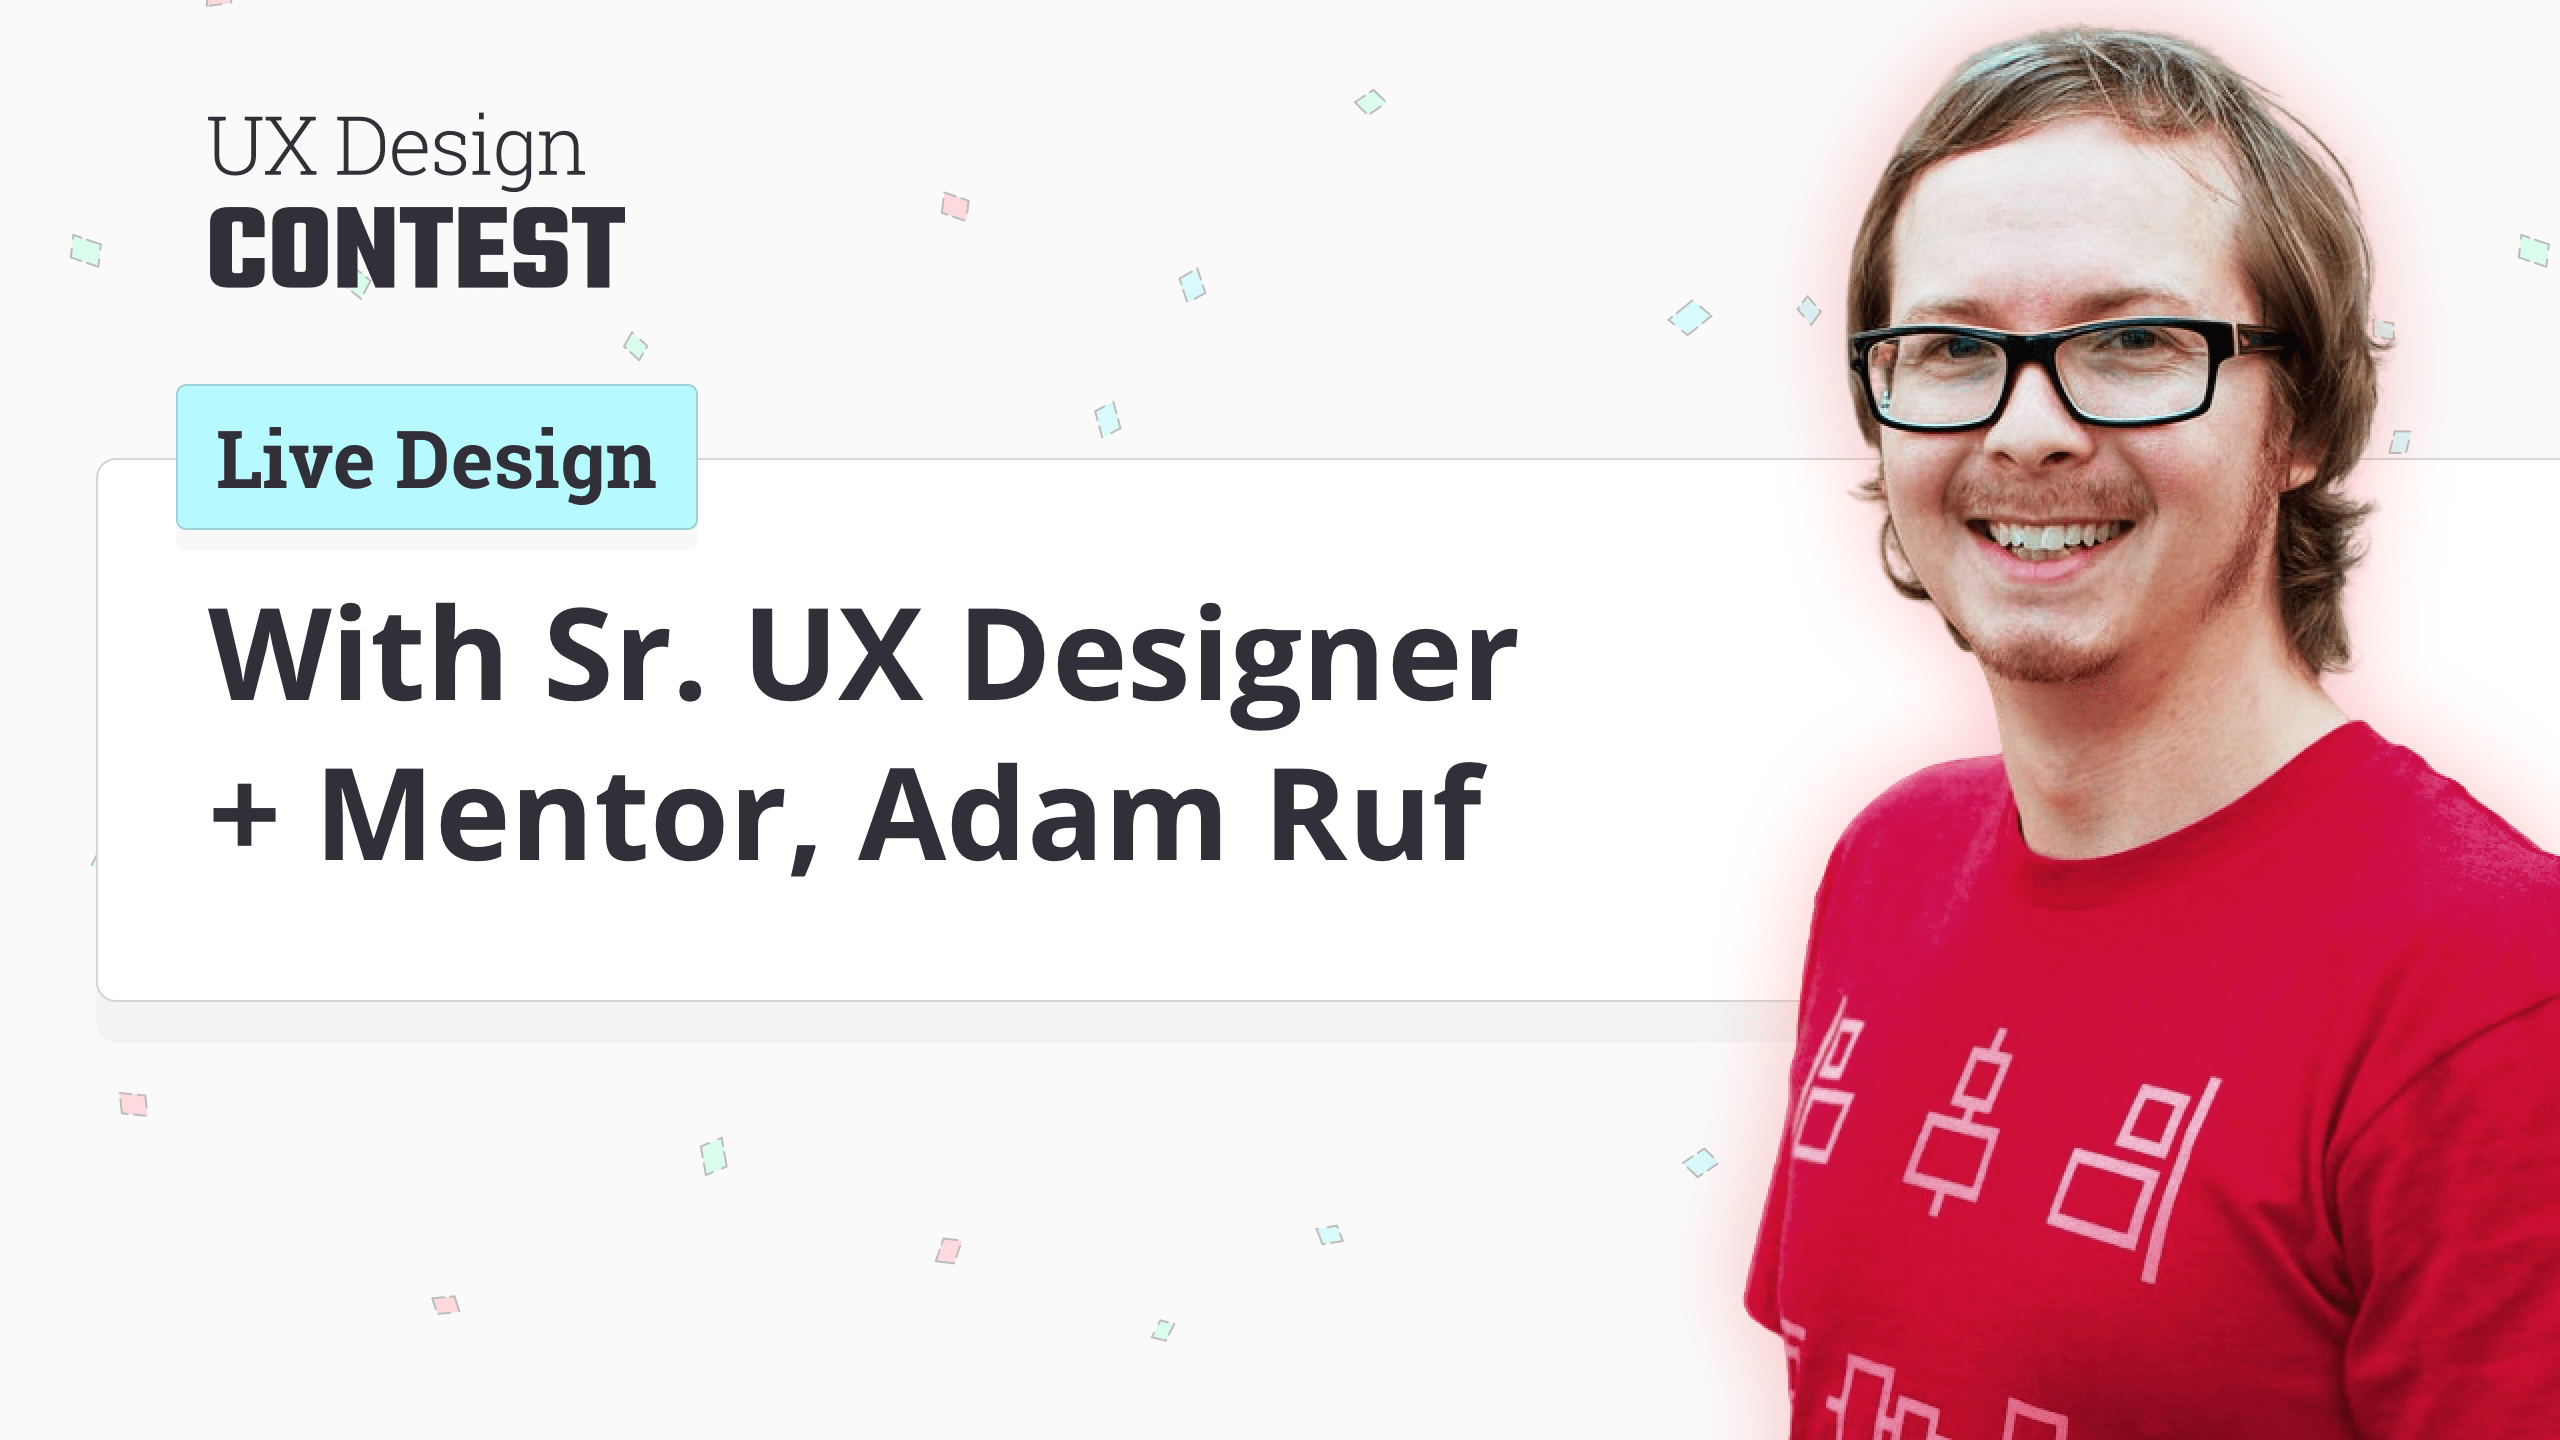 UX Design
CONTEST
Live Design
With Sr. UX Designer
+ Mentor, Adam Ruf